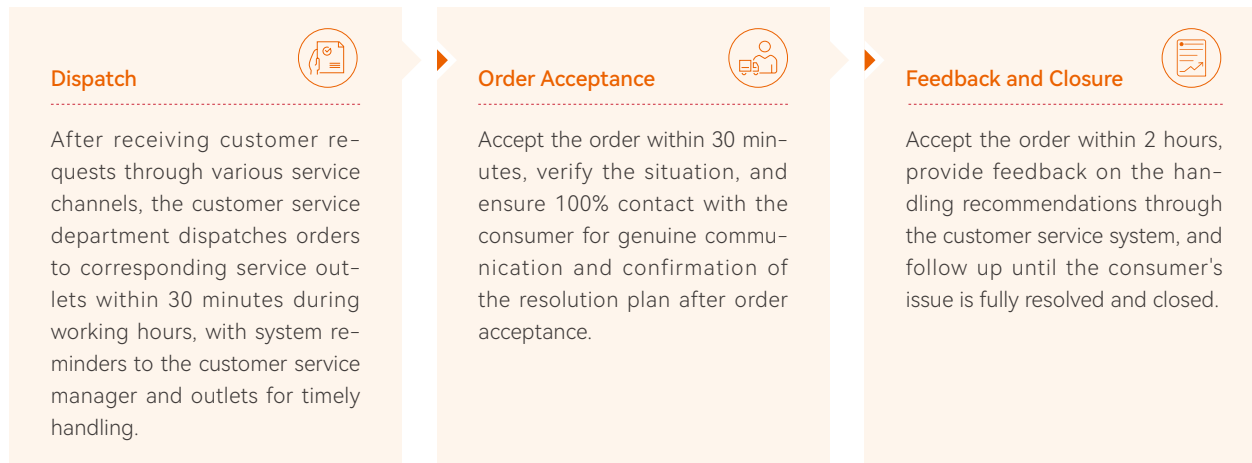 Dispatch
After receiving customer re-
quests through various service
channels, the customer service
department dispatches orders
to corresponding service out-
lets within 30 minutes during
working hours, with system re-
minders to the customer service
manager and outlets for timely
handling.
Order Acceptance
Accept the order within 30 min-
utes, verify the situation, and
ensure 100% contact with the
consumer for genuine commu-
nication and confirmation of
the resolution plan after order
acceptance.
Feedback and Closure
Accept the order within 2 hours,
provide feedback on the han-
dling recommendations through
the customer service system, and
follow up until the consumer's
issue is fully resolved and closed.